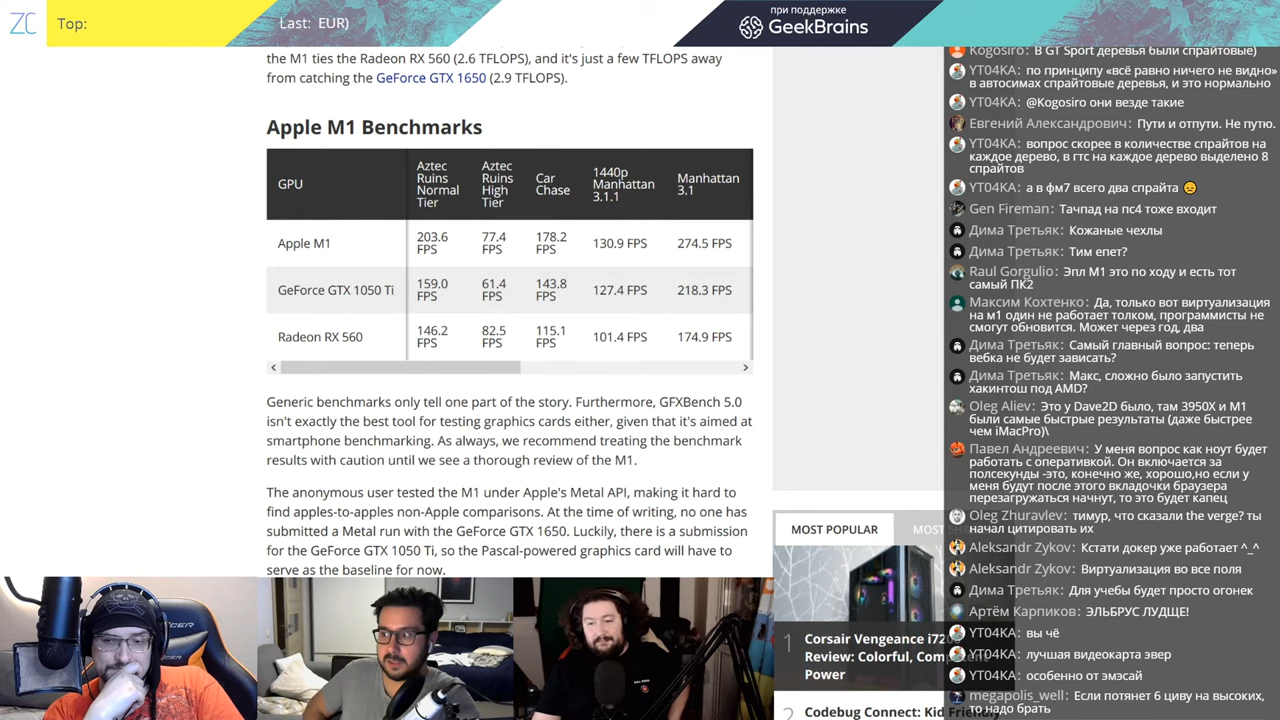 ZC
Top:
Last: EUR)
при поддержке
GeekBrains
the M1 ties the Radeon RX 560 (2.6 TFLOPS), and it's just a few TFLOPS away
from catching the GeForce GTX 1650 (2.9 TFLOPS).
Apple M1 Benchmarks
GPU
Aztec Ruins Normal Tier
Aztec Ruins High Tier
Car Chase
1440p Manhattan 3.1.1
Manhattan 3.1
Apple M1 203.6 FPS 77.4 FPS 178.2 FPS 130.9 FPS 274.5 FPS
GeForce GTX 1050 Ti 159.0 FPS 61.4 FPS 143.8 FPS 127.4 FPS 218.3 FPS
Radeon RX 560 146.2 FPS 82.5 FPS 115.1 FPS 101.4 FPS 174.9 FPS
Generic benchmarks only tell one part of the story. Furthermore, GFXBench 5.0
isn't exactly the best tool for testing graphics cards either, given that it's aimed at
smartphone benchmarking. As always, we recommend treating the benchmark
results with caution until we see a thorough review of the M1.
The anonymous user tested the M1 under Apple's Metal API, making it hard to
find apples-to-apples non-Apple comparisons. At the time of writing, no one has
submitted a Metal run with the GeForce GTX 1650. Luckily, there is a submission
for the GeForce GTX 1050 Ti, so the Pascal-powered graphics card will have to
serve as the baseline for now.
MOST POPULAR
MOST
1
Corsair Vengeance i72
Review: Colorful,
Power
2
Codebug Connect: Kid Friendly
Kogosiro: В GT Sport деревья были спрайтовые)
YT04KA: по принципу «всё равно ничего не видно»
в автосимах спрайтовые деревья, и это нормально
YT04KA: @Kogosiro они везде такие
Евгений Александрович: Пути и отпути. Не путю.
YT04KA: вопрос скорее в количестве спрайтов на
каждое дерево, в гтс на каждое дерево выделено 8
спрайтов
YT04KA: а в фм7 всего два спрайта 😞
Gen Fireman: Тачпад на пс4 тоже входит
Дима Третьяк: Кожаные чехлы
Дима Третьяк: Тим епет?
Raul Gorgulio: Эпл М1 это по ходу и есть тот
самый ПК2
Максим Кохтенко: Да, только вот виртуализация
на м1 один не работает толком, программисты не
смогут обновится. Может через год, два
Дима Третьяк: Самый главный вопрос: теперь
вебка не будет зависать?
Дима Третьяк: Макс, сложно было запустить
хакинтош под AMD?
Oleg Aliev: Это у Dave2D было, там 3950X и M1
были самые быстрые результаты (даже быстрее
чем iMacPro)\
Павел Андреевич: У меня вопрос как ноут будет
работать с оперативкой. Он включается за
полсекунды -это, конечно же, хорошо,но если у
меня будут после этого вкладочки браузера
перезагружаться начнут, то это будет капец
Oleg Zhuravlev: тимур, что сказали the verge? ты
начал цитировать их
Aleksandr Zykov: Кстати докер уже работает ^_^
Aleksandr Zykov: Виртуализация во все поля
Дима Третьяк: Для учебы будет просто огонек
Артём Карпиков: ЭЛЬБРУС ЛУДЩЕ!
YT04KA: вы чё
YT04KA: лучшая видеокарта эвер
YT04KA: особенно от эмэсай
megapolis_well: Если потянет 6 циву на высоких,
то надо брать